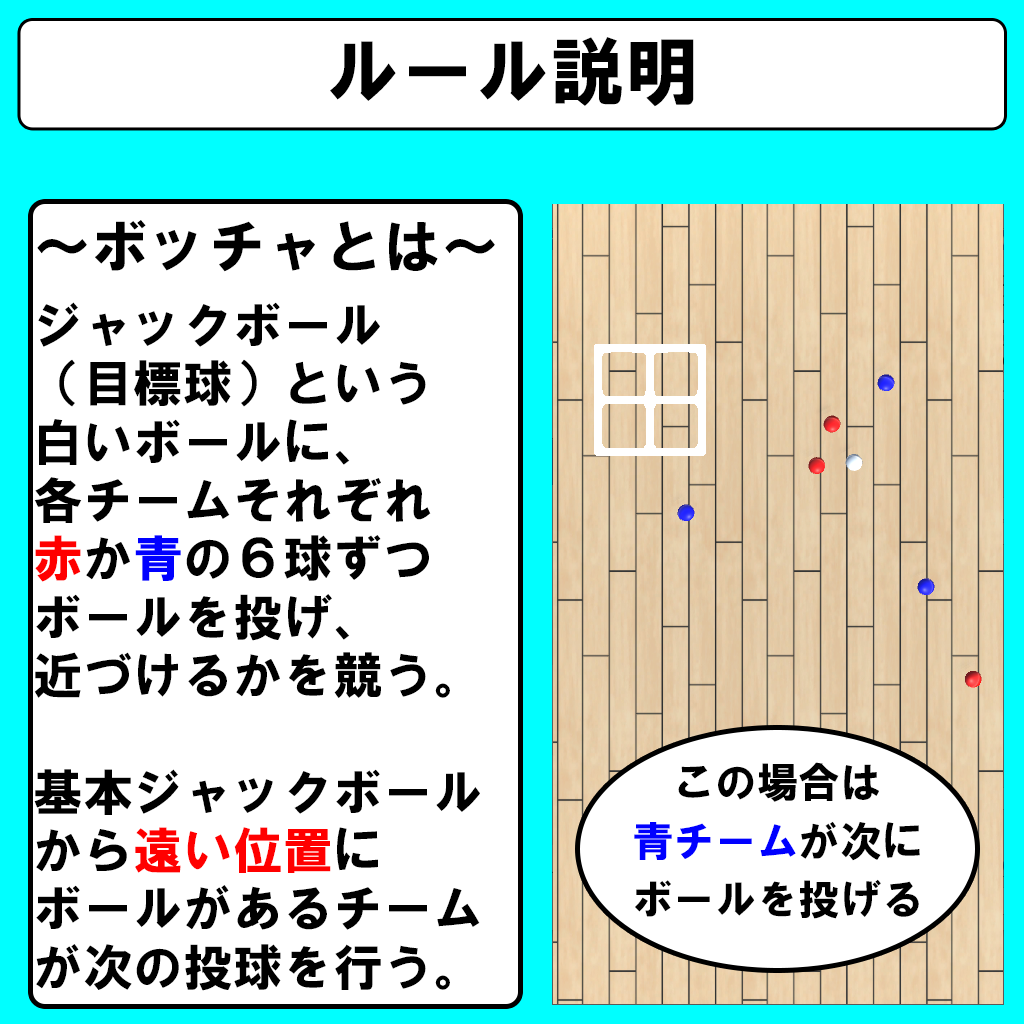 ルール説明
～ボッチャとは～
ジャックボール
（目標球）という
白いボールに、
各チームそれぞれ
赤か青の６球ずつ
ボールを投げ、
近づけるかを競う。
基本ジャックボール
から遠い位置に
ボールがあるチーム
が次の投球を行う。
この場合は
青チームが次に
ボールを投げる